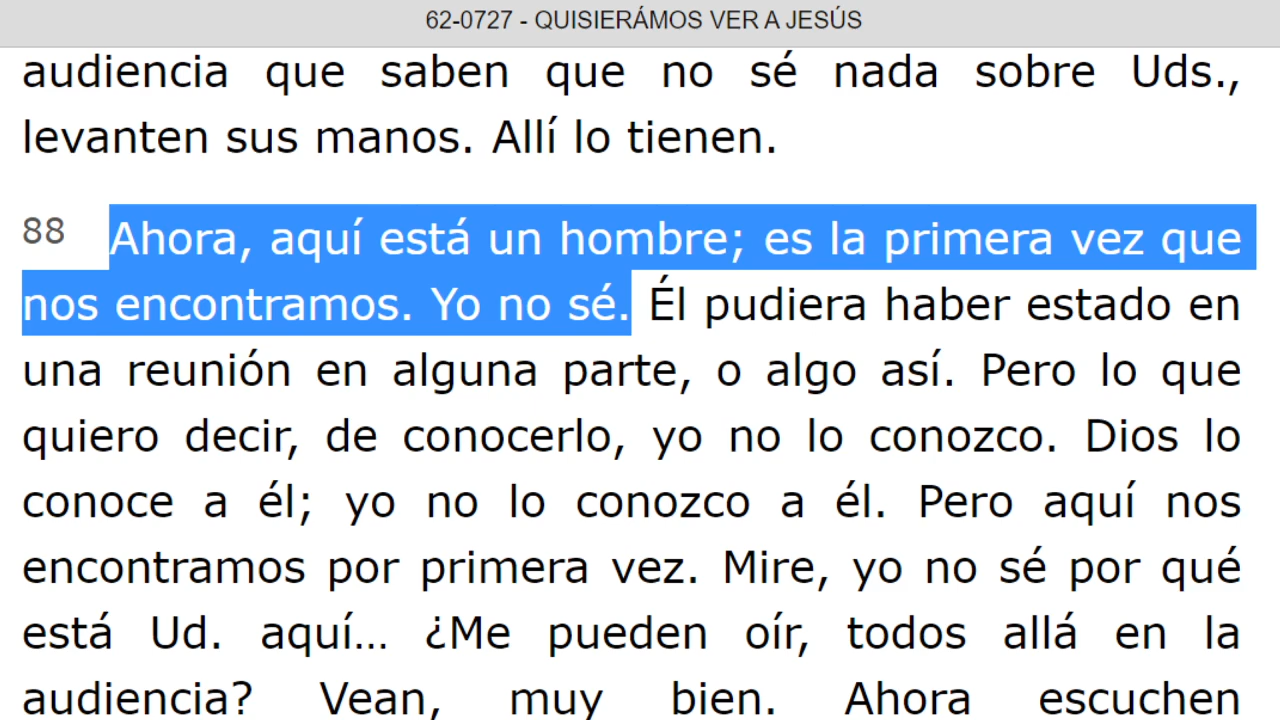 62-0727 - QUISIERÁMOS VER A JESÚS
audiencia que saben que no sé nada sobre Uds.,
levanten sus manos. Allí lo tienen.
88 Ahora, aquí está un hombre; es la primera vez que
nos encontramos. Yo no sé. Él pudiera haber estado en
una reunión en alguna parte, o algo así. Pero lo que
quiero decir, de conocerlo, yo no lo conozco. Dios lo
conoce a él; yo no lo conozco a él. Pero aquí nos
encontramos por primera vez. Mire, yo no sé por qué
está Ud. aquí… ¿Me pueden oír, todos allá en la
audiencia? Vean, muy bien. Ahora escuchen